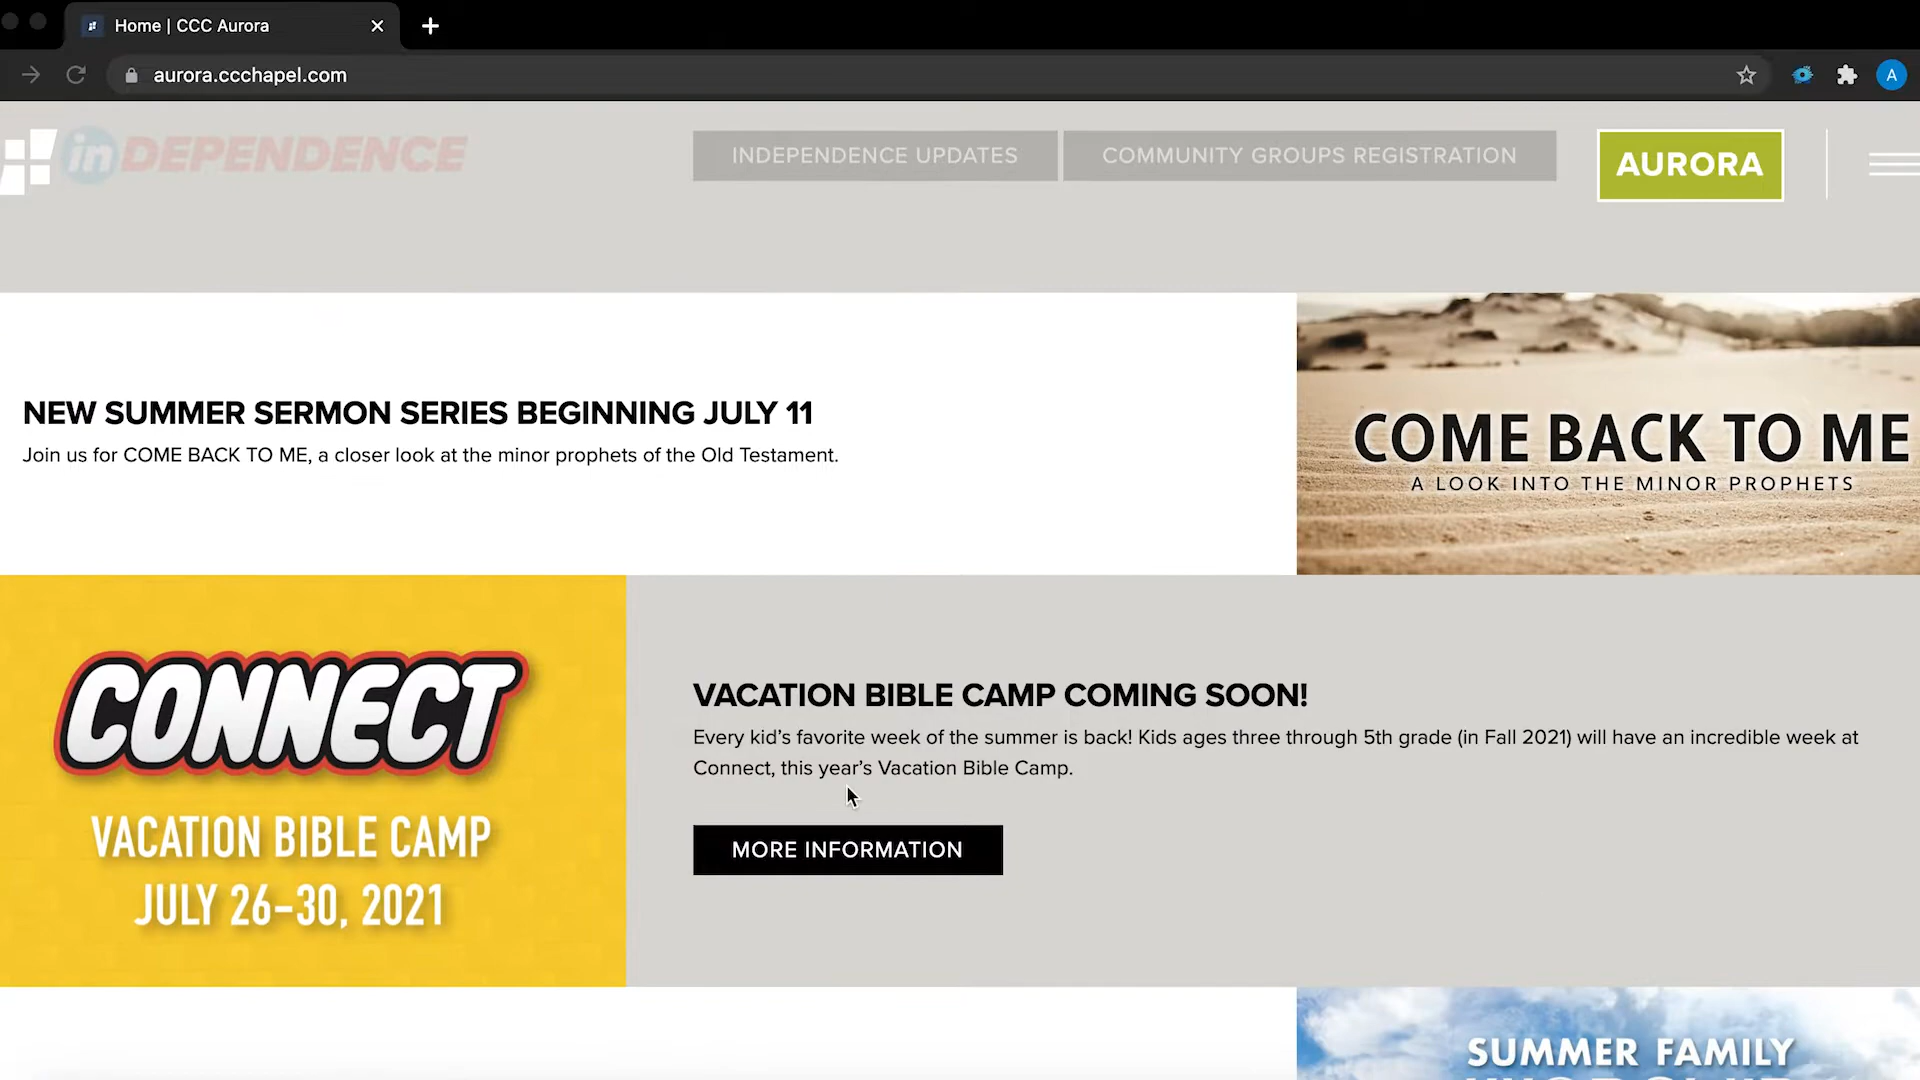 Home | CCC Aurora
aurora.ccchapel.com
A
inDEPENDENCE
INDEPENDENCE UPDATES
COMMUNITY GROUPS REGISTRATION
AURORA
NEW SUMMER SERMON SERIES BEGINNING JULY 11
Join us for COME BACK TO ME, a closer look at the minor prophets of the Old Testament.
COME BACK TO ME
A LOOK INTO THE MINOR PROPHETS
CONNECT
VACATION BIBLE CAMP
JULY 26-30, 2021
VACATION BIBLE CAMP COMING SOON!
Every kid's favorite week of the summer is back! Kids ages three through 5th grade (in Fall 2021) will have an incredible week at
Connect, this year's Vacation Bible Camp.
MORE INFORMATION
SUMMER FAMILY